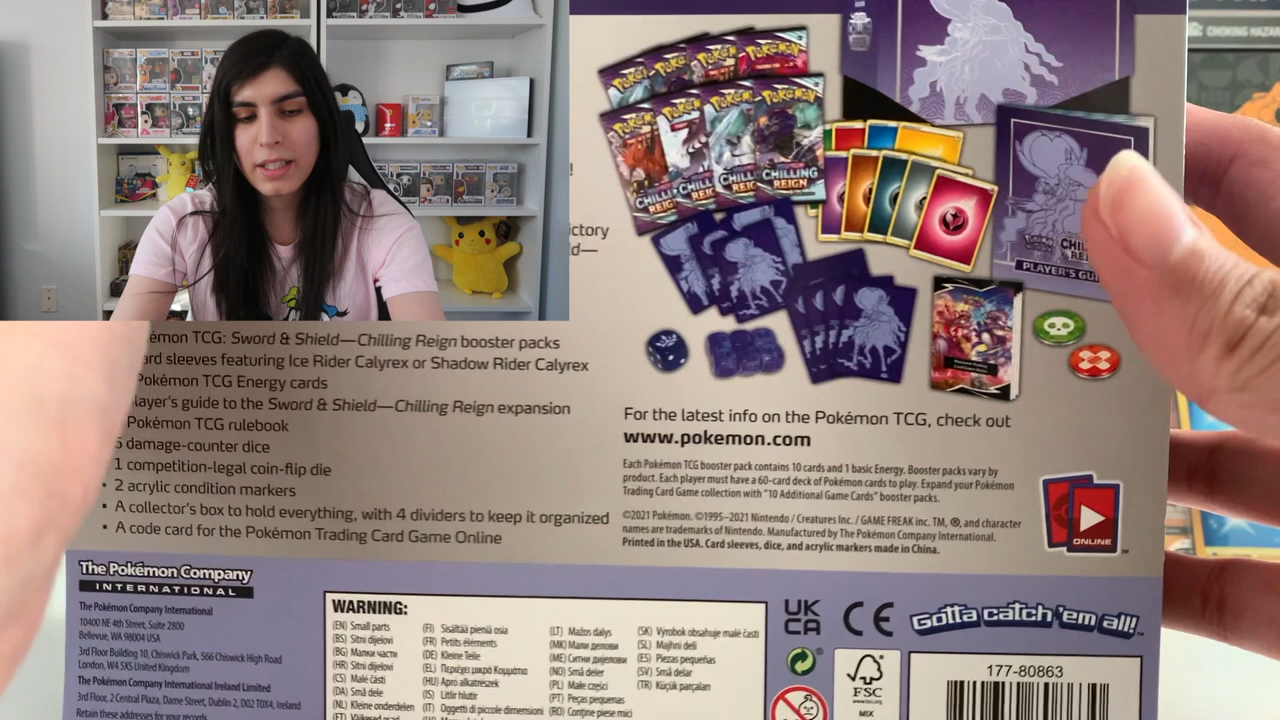 CHOKING HAZAR
CHILLING
REIGN
PLAYER'S GU
ictory
d—
émon TCG: Sword & Shield—Chilling Reign booster packs
ard sleeves featuring Ice Rider Calyrex or Shadow Rider Calyrex
Pokémon TCG Energy cards
layer's guide to the Sword & Shield—Chilling Reign expansion
Pokémon TCG rulebook
damage-counter dice
1 competition-legal coin-flip die
• 2 acrylic condition markers
• A collector's box to hold everything, with 4 dividers to keep it organized
• A code card for the Pokémon Trading Card Game Online
For the latest info on the Pokémon TCG, check out
www.pokemon.com
Each Pokémon TCG booster pack contains 10 cards and 1 basic Energy. Booster packs vary by
product. Each player must have a 60-card deck of Pokémon cards to play. Expand your Pokémon
Trading Card Game collection with "10 Additional Game Cards" booster packs.
©2021 Pokémon. ©1995–2021 Nintendo / Creatures Inc. / GAME FREAK inc. TM, ®, and character
names are trademarks of Nintendo. Manufactured by The Pokémon Company International.
Printed in the USA. Card sleeves, dice, and acrylic markers made in China.
ONLINE
The Pokémon Company
INTERNATIONAL
The Pokémon Company International
10400 NE 4th Street, Suite 2800
Bellevue, WA 98004 USA
3rd Floor Building 10, Chiswick Park, 566 Chiswick High Road
London, W4 5XS United Kingdom
The Pokémon Company International Ireland Limited
3rd Floor, 2 Central Plaza, Dame Street, Dublin 2, D02 T0X4, Ireland
Retain these addresses for your records
WARNING:
(EN) Small parts
(BS) Sitni dijelovi
(BG) Малки части
(HR) Sitni dijelovi
(CS) Malé části
(DA) Små dele
(NL) Kleine onderdelen
(FI) Sisältää pieniä osia
(FR) Petits éléments
(DE) Kleine Teile
(EL) Περιέχει μικρά Κομμάτια
(HU) Apro alkatreszek
(IS) Litlir hlutir
(IT) Oggetti di piccole dimensioni
(LT) Mažos dalys
(MK) Мали делови
(ME) Ситни дијелови
(NO) Små deler
(PL) Małe części
(PT) Peças pequenas
(RO) Conţine piese mici
(SK) Výrobok obsahuje malé časti
(SL) Majhni deli
(ES) Piezas pequeñas
(SV) Små delar
(TR) Küçük parçaları
UK
CA
CE
Gotta catch 'em all!
FSC
www.fsc.org
MIX
177-80863